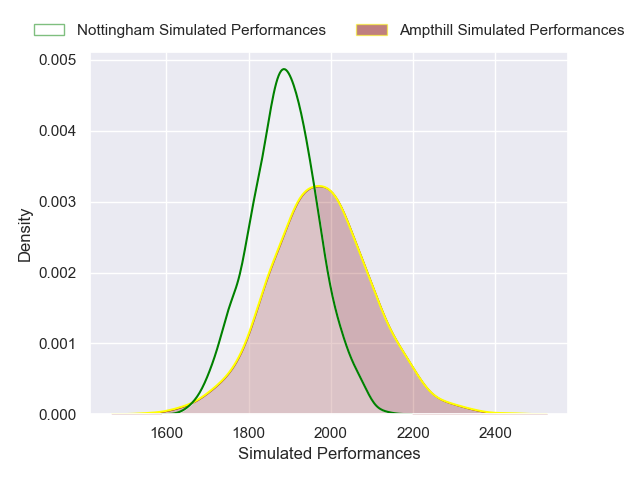 Nottingham Simulated Performances
Ampthill Simulated Performances
0.005
0.004
0.003
0.002
0.001
0.000
Density
1600
1800
2000
2200
2400
Simulated Performances